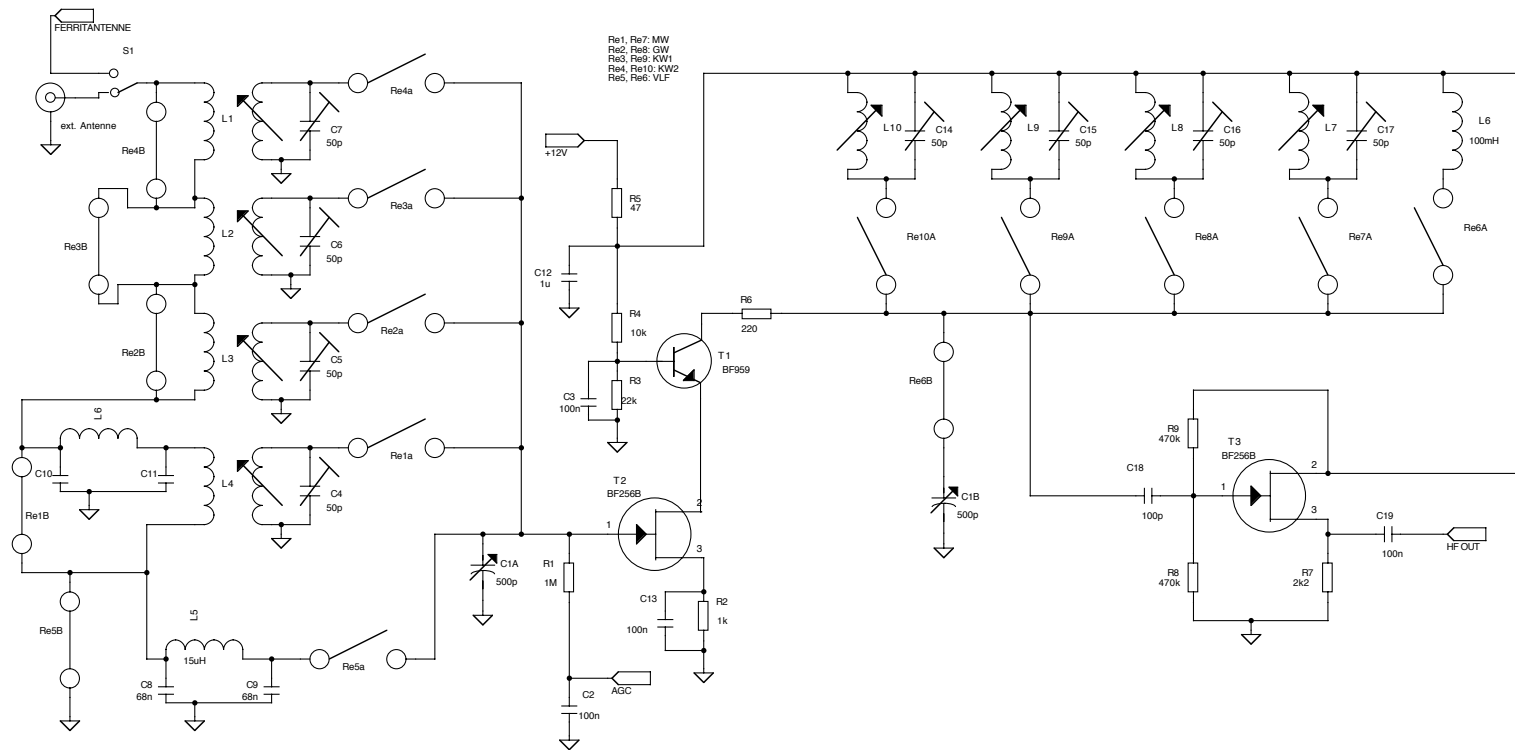 FERRITANTENNE
S1
ext. Antenne
Re4B
L1
C7
50p
Re4a
Re3B
L2
C6
50p
Re3a
Re2B
L3
C5
50p
Re2a
L6
C10
C11
Re1B
L4
C4
50p
Re1a
Re5B
L5
15uH
C8
68n
C9
68n
Re5a
Re1, Re7: MW
Re2, Re8: GW
Re3, Re9: KW1
Re4, Re10: KW2
Re5, Re6: VLF
+12V
R5
47
C12
1u
R4
10k
R3
22k
C3
100n
T1
BF959
R6
220
T2
BF256B
1
2
3
C1A
500p
R1
1M
C13
100n
R2
1k
C2
100n
AGC
L10
C14
50p
L9
C15
50p
L8
C16
50p
L7
C17
50p
L6
100mH
Re10A
Re9A
Re8A
Re7A
Re6A
Re6B
C1B
500p
C18
100p
R9
470k
R8
470k
T3
BF256B
1
2
3
R7
2k2
C19
100n
HF OUT